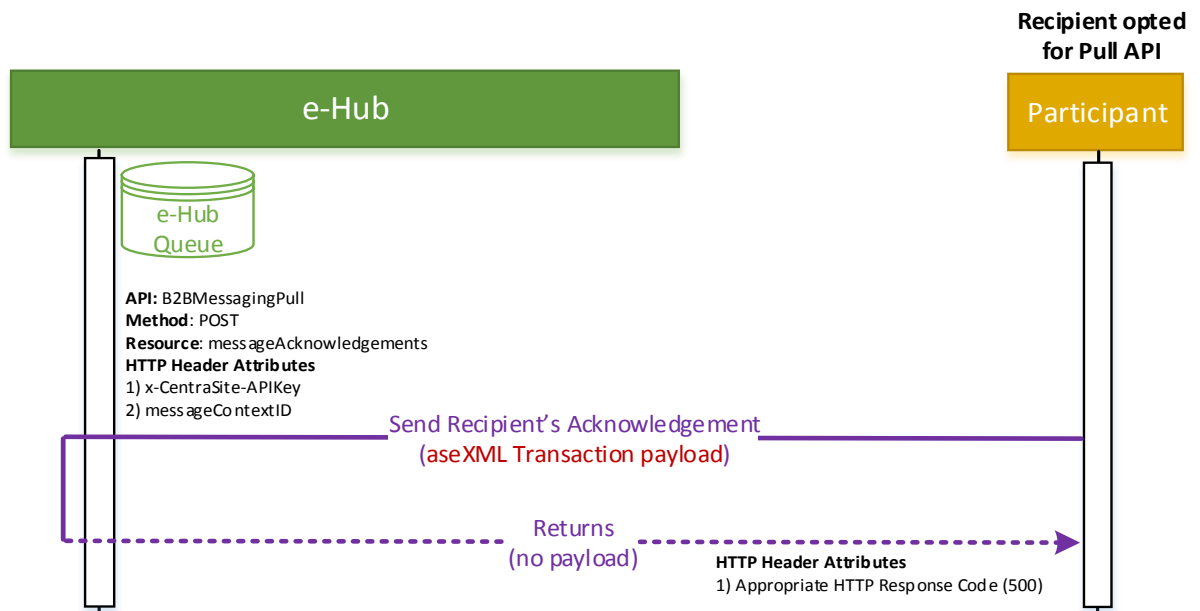 Recipient opted
for Pull API
e-Hub
Participant
e-Hub
Queue
API: B2BMessagingPull
Method: POST
Resource: messageAcknowledgements
HTTP Header Attributes
1) x-CentraSite-APIKey
2) messageContextID
Send Recipient’s Acknowledgement
(aseXML Transaction payload)
Returns
(no payload)
HTTP Header Attributes
1) Appropriate HTTP Response Code (500)